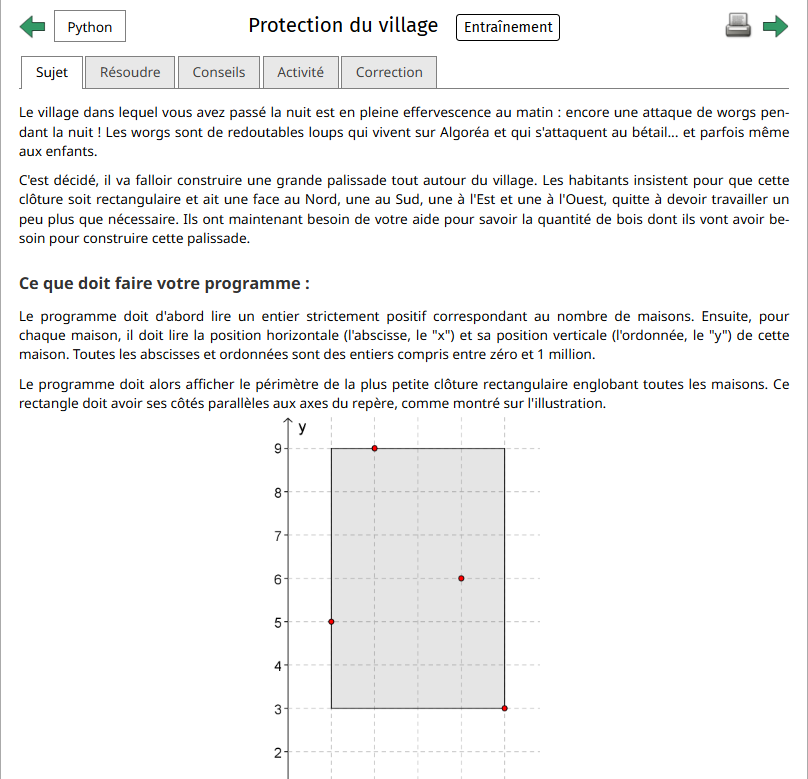 Python
Protection du village
Entraînement
Sujet
Résoudre
Conseils
Activité
Correction
Le village dans lequel vous avez passé la nuit est en pleine effervescence au matin : encore une attaque de worgs pen-
dant la nuit ! Les worgs sont de redoutables loups qui vivent sur Algoréa et qui s'attaquent au bétail... et parfois même
aux enfants.
C'est décidé, il va falloir construire une grande palissade tout autour du village. Les habitants insistent pour que cette
clôture soit rectangulaire et ait une face au Nord, une au Sud, une à l'Est et une à l'Ouest, quitte à devoir travailler un
peu plus que nécessaire. Ils ont maintenant besoin de votre aide pour savoir la quantité de bois dont ils vont avoir be-
soin pour construire cette palissade.
Ce que doit faire votre programme :
Le programme doit d'abord lire un entier strictement positif correspondant au nombre de maisons. Ensuite, pour
chaque maison, il doit lire la position horizontale (l'abscisse, le "x") et sa position verticale (l'ordonnée, le "y") de cette
maison. Toutes les abscisses et ordonnées sont des entiers compris entre zéro et 1 million.
Le programme doit alors afficher le périmètre de la plus petite clôture rectangulaire englobant toutes les maisons. Ce
rectangle doit avoir ses côtés parallèles aux axes du repère, comme montré sur l'illustration.
y
9
8
7
6
5
4
3
2